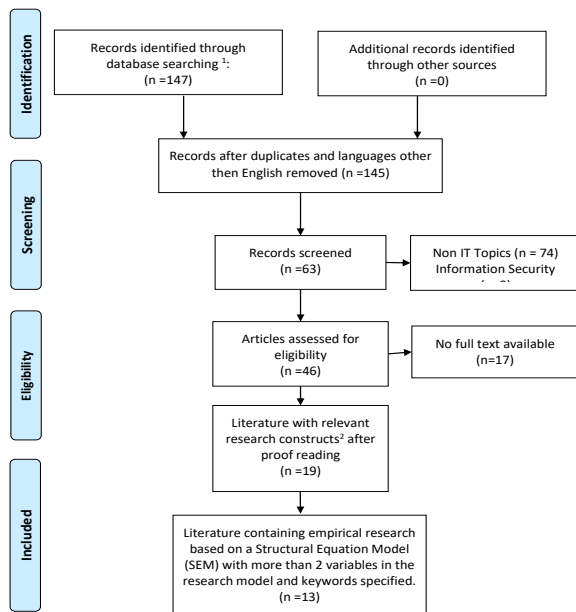 Identification
Records identified through
database searching ¹:
(n =147)
Additional records identified
through other sources
(n =0)
Records after duplicates and languages other
then English removed (n =145)
Screening
Records screened
(n =63)
Non IT Topics (n = 74)
Information Security
Eligibility
Articles assessed for
eligibility
(n =46)
No full text available
(n=17)
Literature with relevant
research constructs² after
proof reading
(n =19)
Included
Literature containing empirical research
based on a Structural Equation Model
(SEM) with more than 2 variables in the
research model and keywords specified.
(n =13)